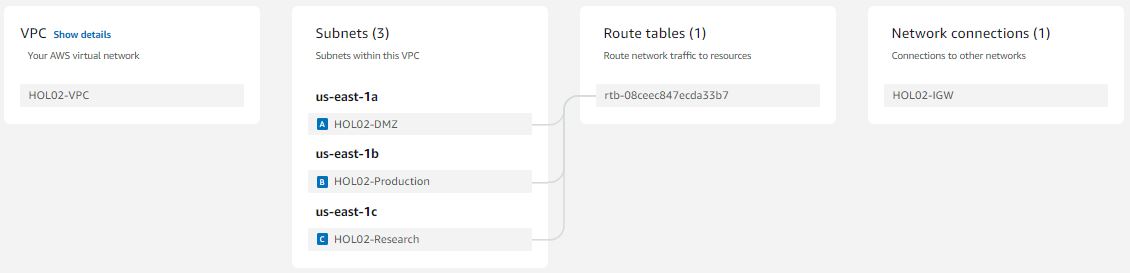 VPC Show details
Your AWS virtual network
HOL02-VPC
Subnets (3)
Subnets within this VPC
us-east-1a
A HOL02-DMZ
us-east-1b
B HOL02-Production
us-east-1c
C HOL02-Research
Route tables (1)
Route network traffic to resources
rtb-08ceec847ecda33b7
Network connections (1)
Connections to other networks
HOL02-IGW